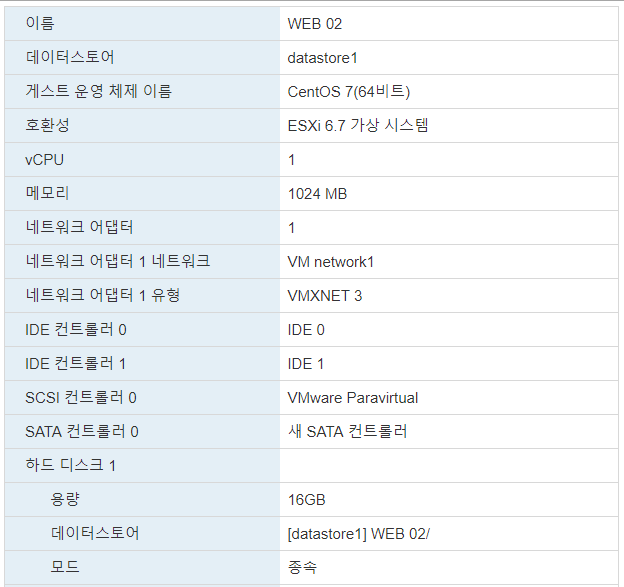 이름 WEB 02
데이터스토어 datastore1
게스트 운영 체제 이름 CentOS 7(64비트)
호환성 ESXi 6.7 가상 시스템
vCPU 1
메모리 1024 MB
네트워크 어댑터 1
네트워크 어댑터 1 네트워크 VM network1
네트워크 어댑터 1 유형 VMXNET 3
IDE 컨트롤러 0 IDE 0
IDE 컨트롤러 1 IDE 1
SCSI 컨트롤러 0 VMware Paravirtual
SATA 컨트롤러 0 새 SATA 컨트롤러
하드 디스크 1
용량 16GB
데이터스토어 [datastore1] WEB 02/
모드 종속